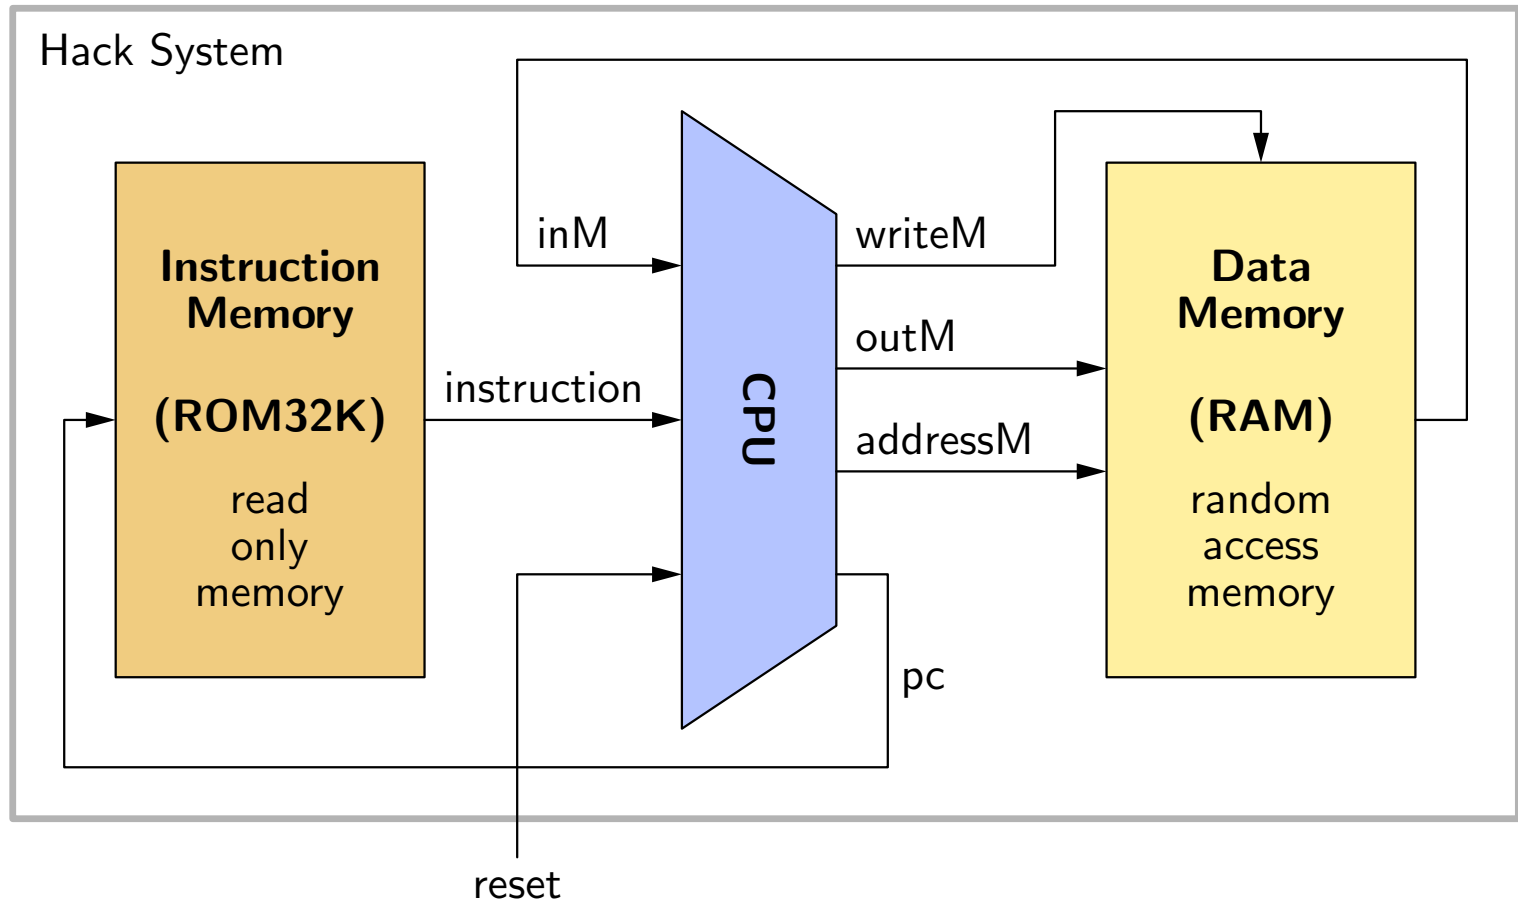 Hack System
Instruction
Memory
(ROM32K)
read
only
memory
inM
instruction
CPU
writeM
outM
addressM
pc
Data
Memory
(RAM)
random
access
memory
reset